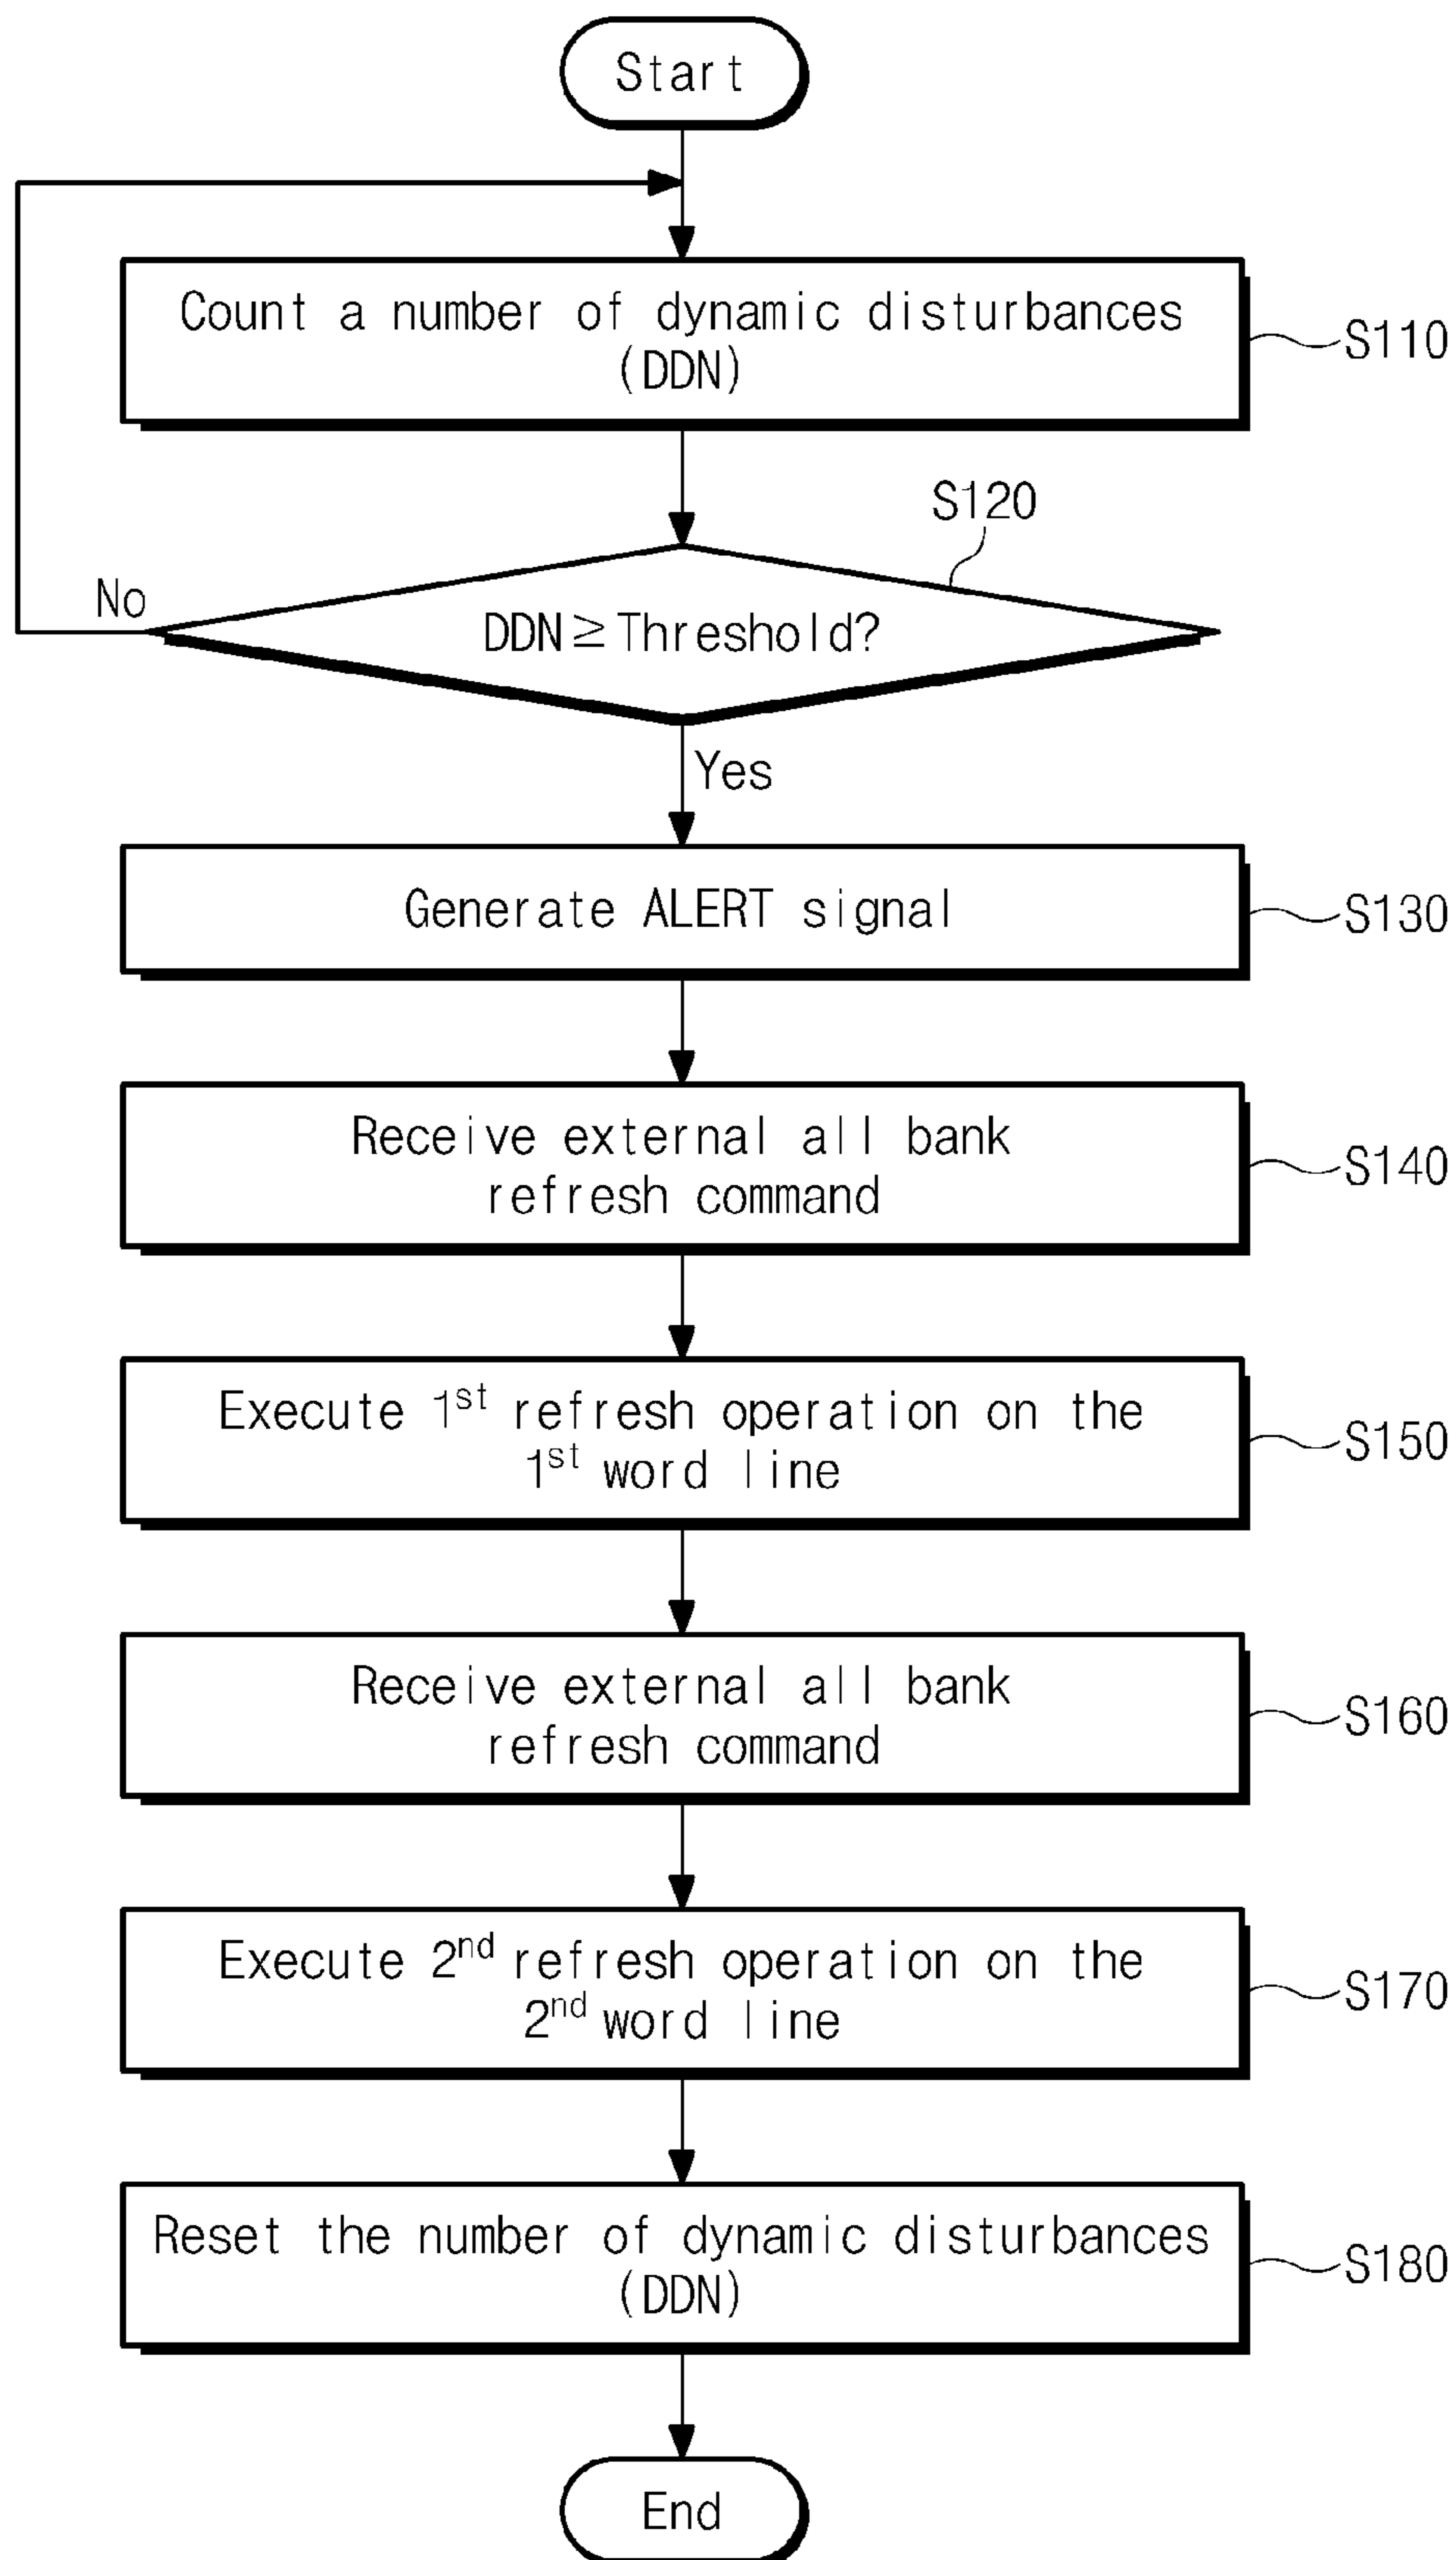 Start
Count a number of dynamic disturbances
(DDN)
S110
S120
No
DDN≧Threshold?
Yes
Generate ALERT signal
S130
Receive external all bank
refresh command
S140
Execute 1st refresh operation on the
1st word line
S150
Receive external all bank
refresh command
S160
Execute 2nd refresh operation on the
2nd word line
S170
Reset the number of dynamic disturbances
(DDN)
S180
End